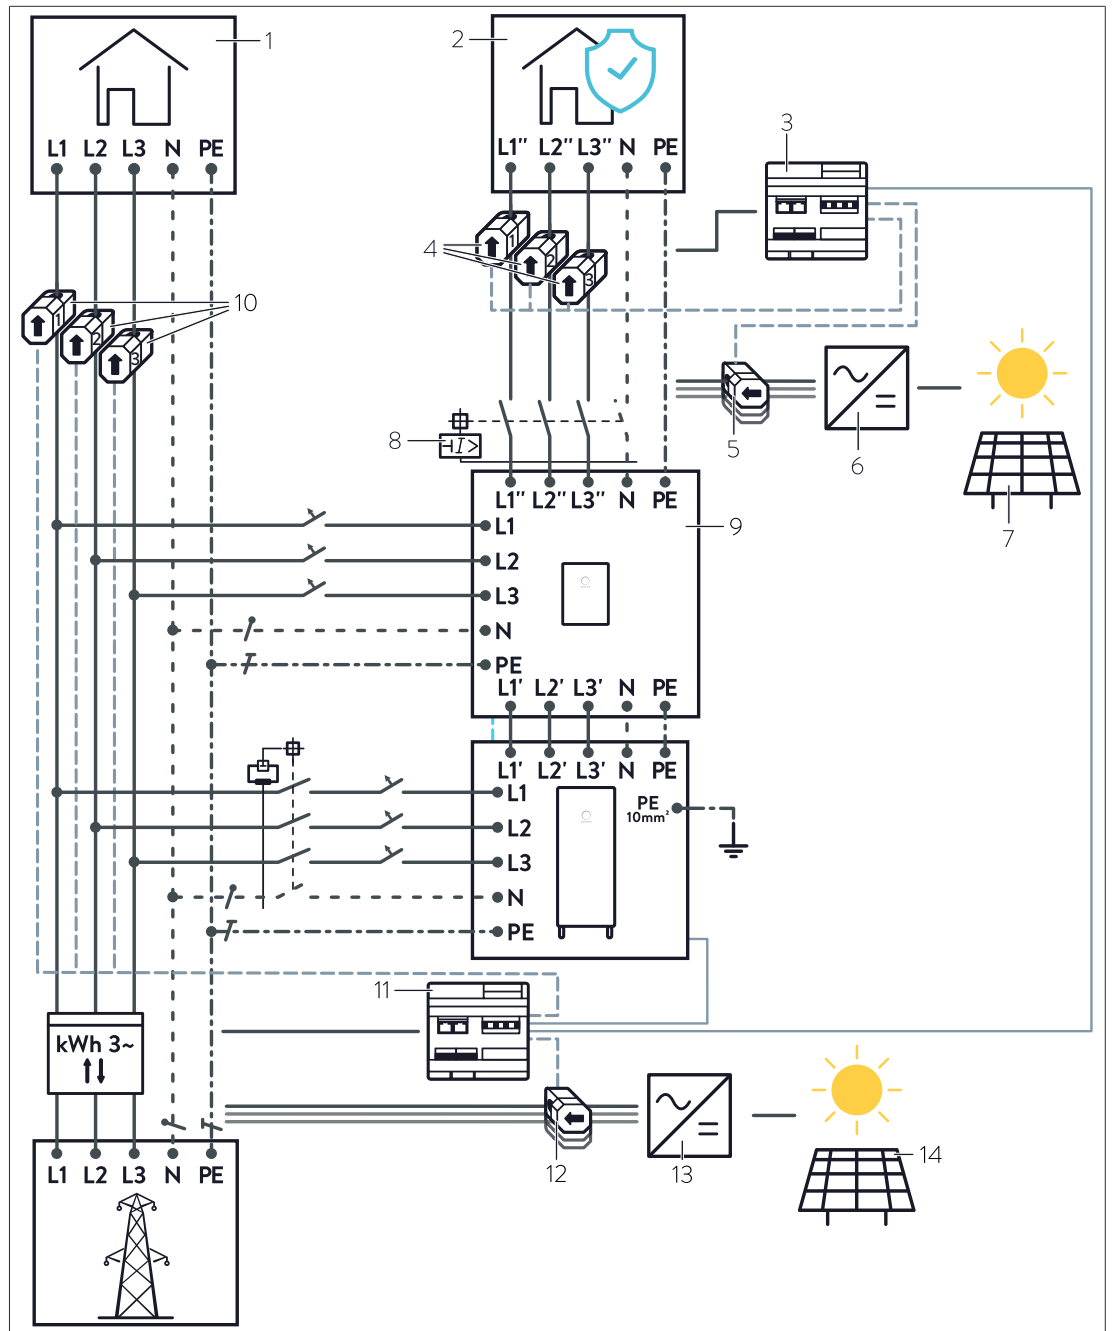 1
2
L1 L2 L3 N PE
L1" L2" L3" N PE
3
1
2
3
4
10
1
2
3
5
6
7
8
I >
L1" L2" L3" N PE
9
L1
L2
L3
N
PE
L1' L2' L3' N PE
L1' L2' L3' N PE
L1
PE
10mm²
L2
L3
N
PE
11
kWh 3~
12
13
14
L1 L2 L3 N PE